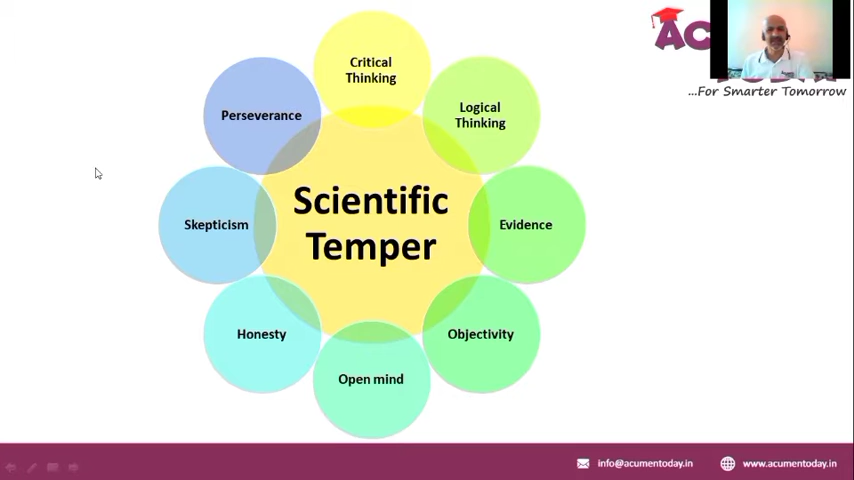 Critical
Thinking
Logical
Thinking
Perseverance
Scientific
Temper
Skepticism
Evidence
Honesty
Objectivity
Open mind
AC
...For Smarter Tomorrow
info@acumentoday.in
www.acumentoday.in